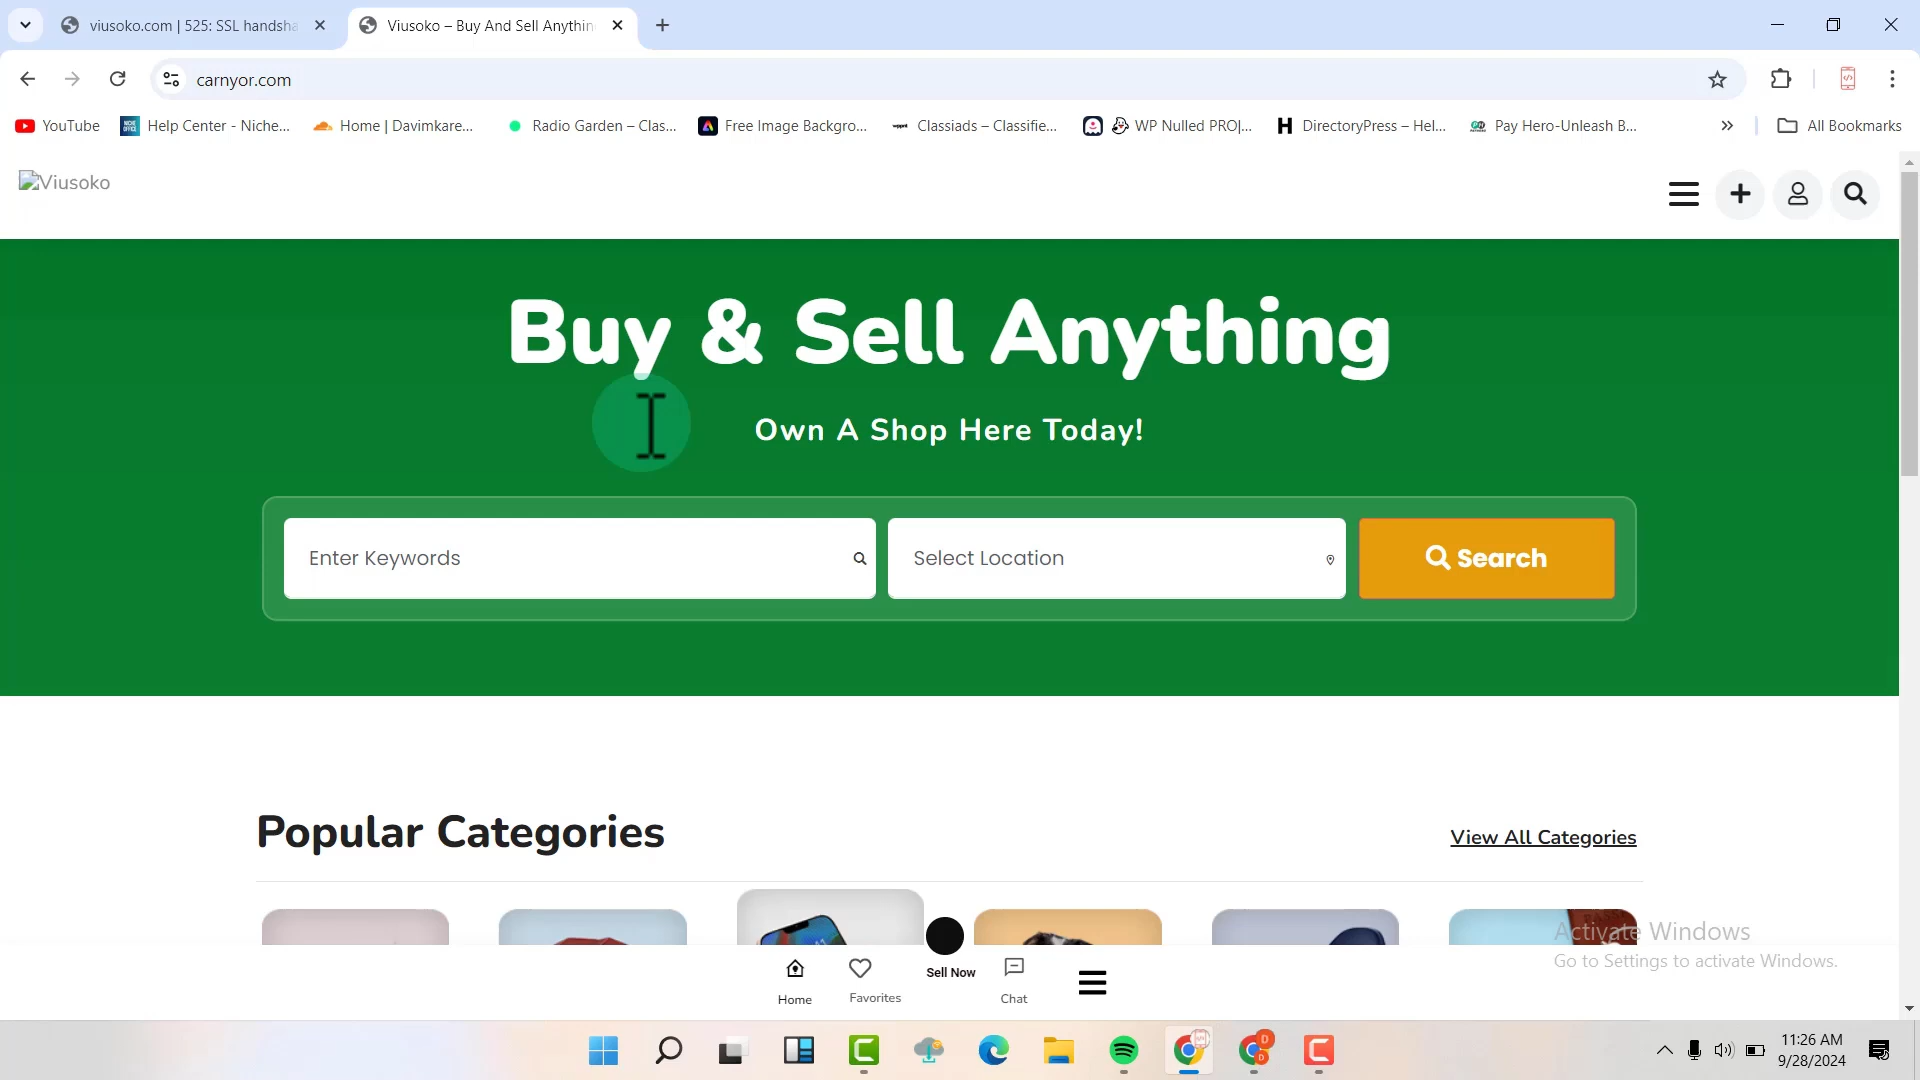 viusoko.com | 525: SSL handsha
Viusoko – Buy And Sell Anythin
carnyor.com
YouTube
Help Center - Niche...
Home | Davimkare...
Radio Garden – Clas...
Free Image Backgro...
Classiads – Classifie...
WP Nulled PRO|...
DirectoryPress – Hel...
Pay Hero-Unleash B...
All Bookmarks
Viusoko
Buy & Sell Anything
Own A Shop Here Today!
Enter Keywords
Select Location
Search
Popular Categories
View All Categories
Activate Windows
Go to Settings to activate Windows.
Home
Favorites
Sell Now
Chat
11:26 AM
9/28/2024